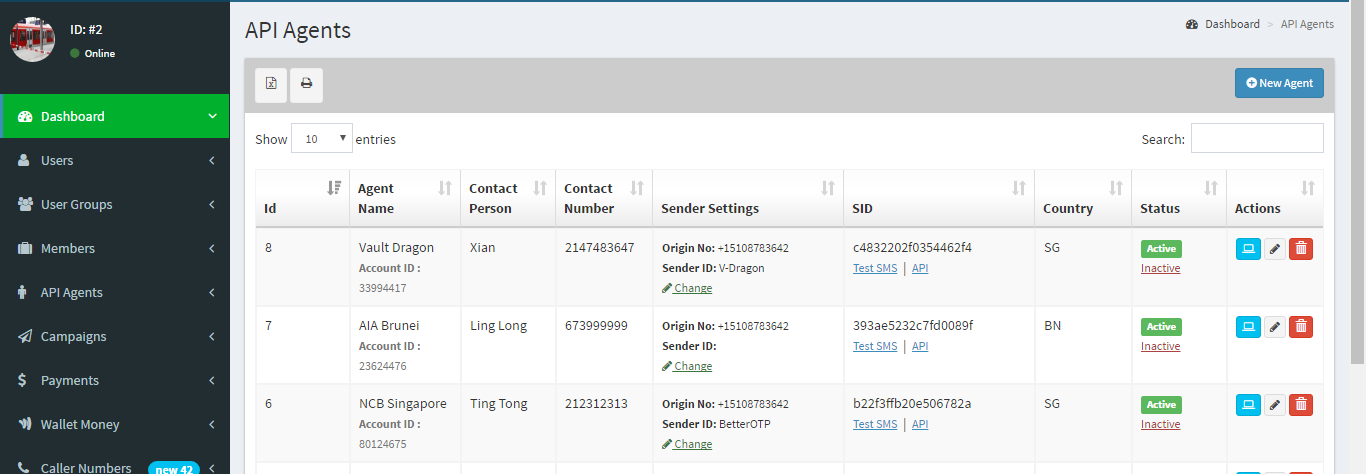 ID: #2
Online
Dashboard
Users
User Groups
Members
API Agents
Campaigns
Payments
Wallet Money
Caller Numbers new 42
API Agents
Dashboard > API Agents
New Agent
Show 10 entries
Search:
Id Agent Name Contact Person Contact Number Sender Settings SID Country Status Actions
8 Vault Dragon Xian 2147483647 Origin No: +15108783642 c4832202f0354462f4 SG Active
Account ID : Sender ID: V-Dragon Test SMS | API Inactive
33994417 Change
7 AIA Brunei Ling Long 673999999 Origin No: +15108783642 393ae5232c7fd0089f BN Active
Account ID : Sender ID: Test SMS | API Inactive
23624476 Change
6 NCB Singapore Ting Tong 212312313 Origin No: +15108783642 b22f3ffb20e506782a SG Active
Account ID : Sender ID: BetterOTP Test SMS | API Inactive
80124675 Change